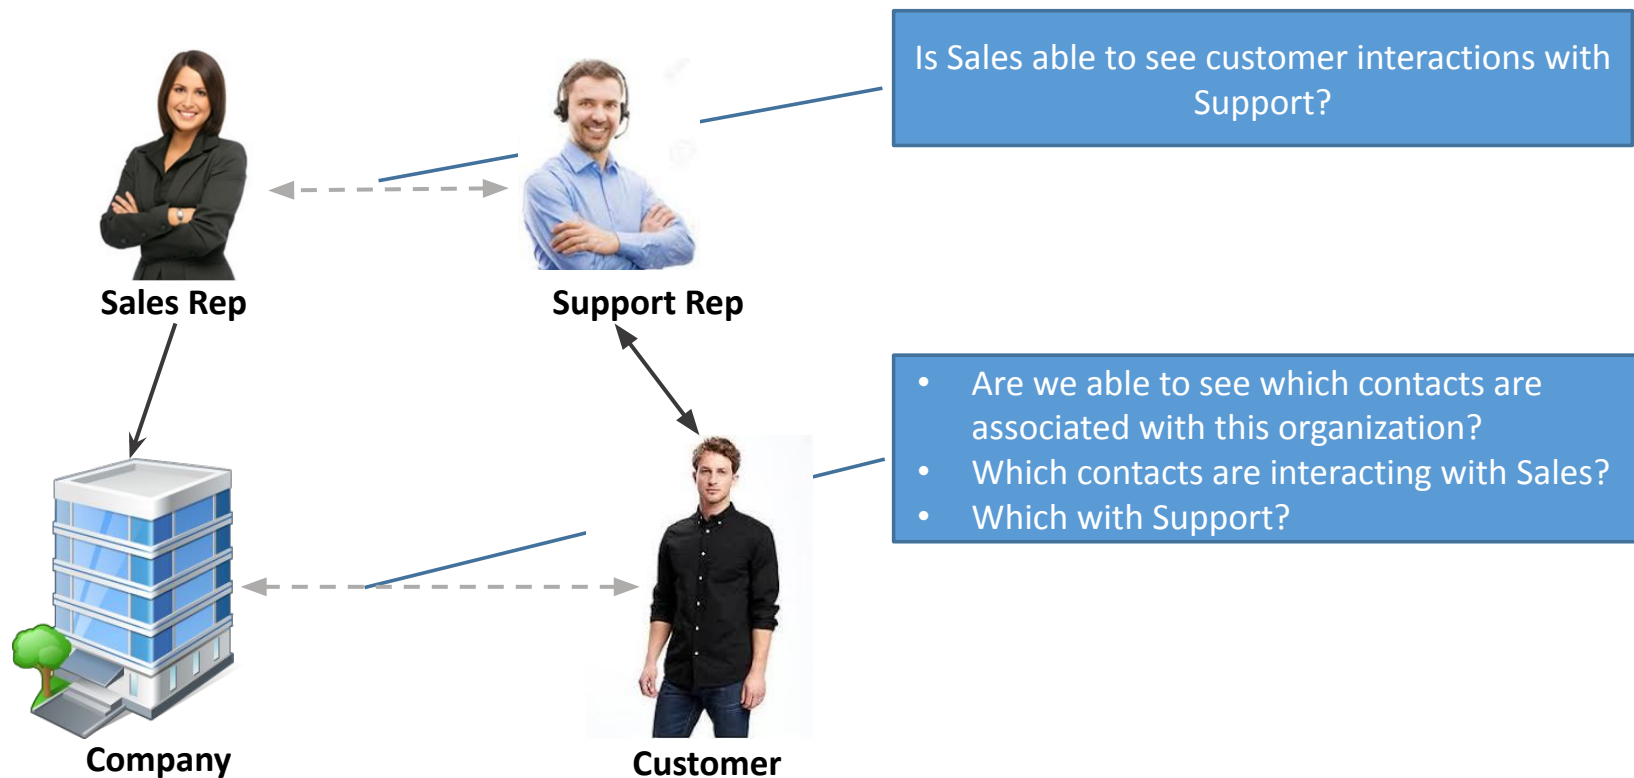 Is Sales able to see customer interactions with
Support?
Sales Rep
Support Rep
• Are we able to see which contacts are
associated with this organization?
• Which contacts are interacting with Sales?
• Which with Support?
Company
Customer